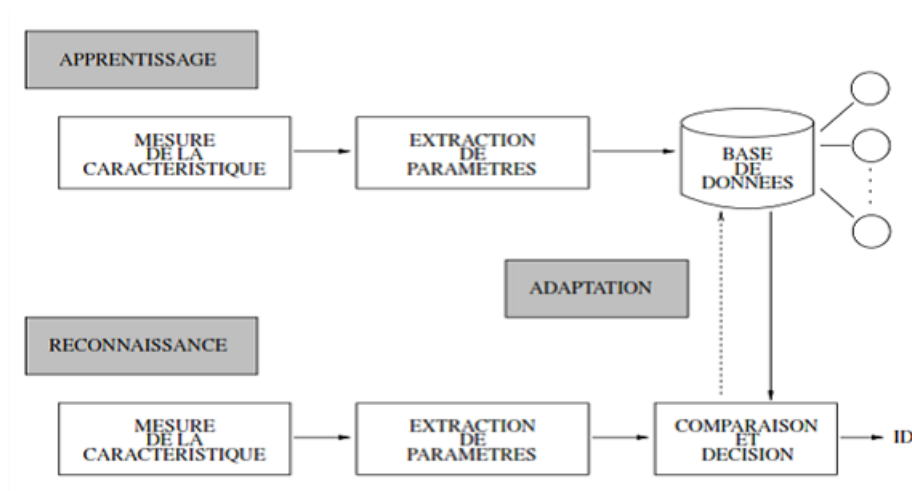 APPRENTISSAGE
MESURE
DE LA
CARACTERISTIQUE
EXTRACTION
DE
PARAMETRES
BASE
DE
DONNEES
ADAPTATION
RECONNAISSANCE
MESURE
DE LA
CARACTERISTIQUE
EXTRACTION
DE
PARAMETRES
COMPARAISON
ET
DECISION
ID